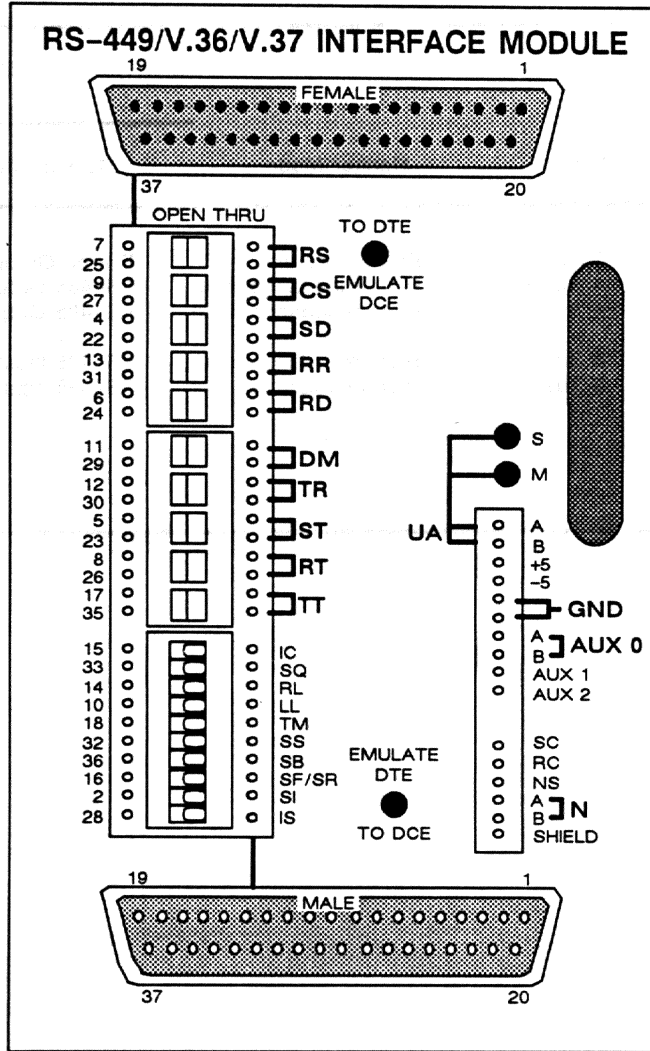 RS-449/V.36/V.37 INTERFACE MODULE
19 1
FEMALE
37 20
OPEN THRU
TO DTE
EMULATE
DCE
7
25 RS
9
27 CS
4
22 SD
13
31 RR
6
24 RD
11
29 DM
12
30 TR
5
23 ST
8
26 RT
17
35 TT
15 IC
33 SQ
14 RL
10 LL
18 TM
32 SS
36 SB
16 SF/SR
2 SI
28 IS
S
M
UA
A
B
+5
-5
GND
A
B AUX 0
AUX 1
AUX 2
SC
RC
NS
A
B N
SHIELD
EMULATE
DTE
TO DCE
19 1
MALE
37 20